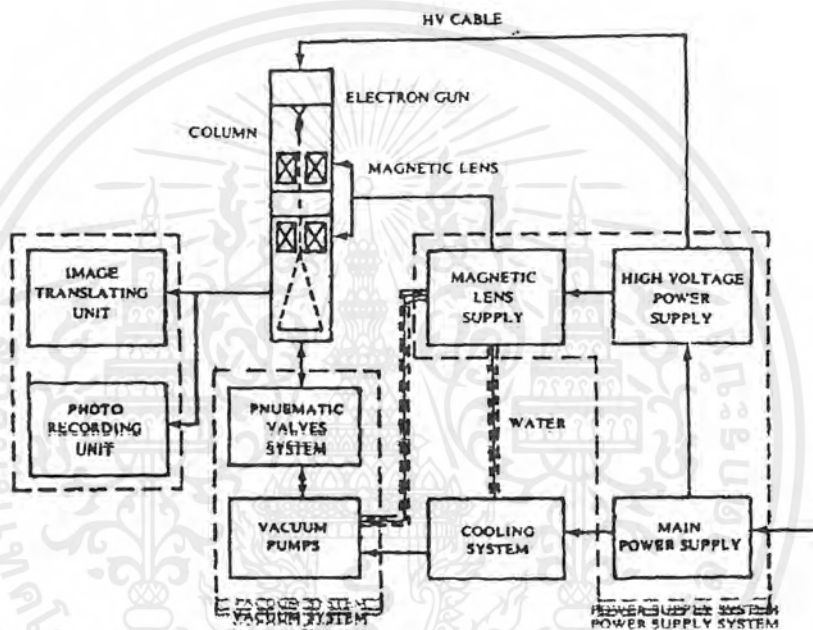 HV CABLE
ELECTRON GUN
COLUMN
MAGNETIC LENS
IMAGE
TRANSLATING
UNIT
MAGNETIC
LENS
SUPPLY
HIGH VOLTAGE
POWER
SUPPLY
PHOTO
RECORDING
UNIT
PNUEMATIC
VALVES
SYSTEM
WATER
VACUUM
PUMPS
COOLING
SYSTEM
MAIN
POWER SUPPLY
VACUUM SYSTEM
POWER SUPPLY SYSTEM